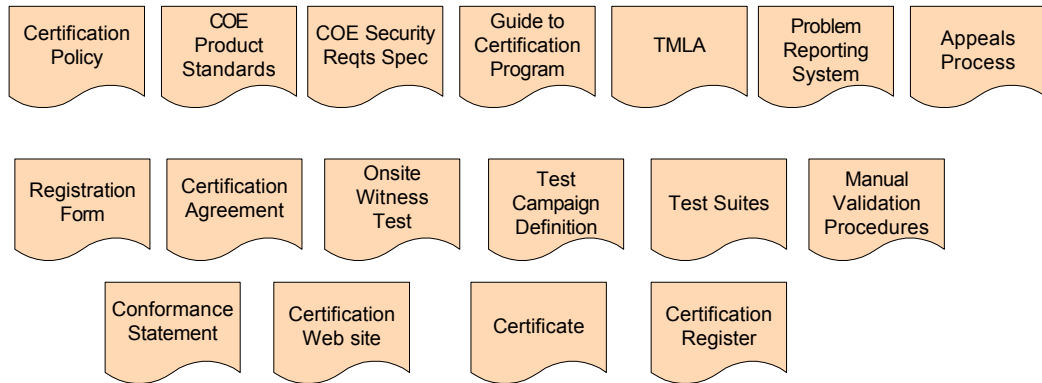 Certification
Policy
COE
Product
Standards
COE Security
Reqts Spec
Guide to
Certification
Program
TMLA
Problem
Reporting
System
Appeals
Process
Registration
Form
Certification
Agreement
Onsite
Witness
Test
Test
Campaign
Definition
Test Suites
Manual
Validation
Procedures
Conformance
Statement
Certification
Web site
Certificate
Certification
Register